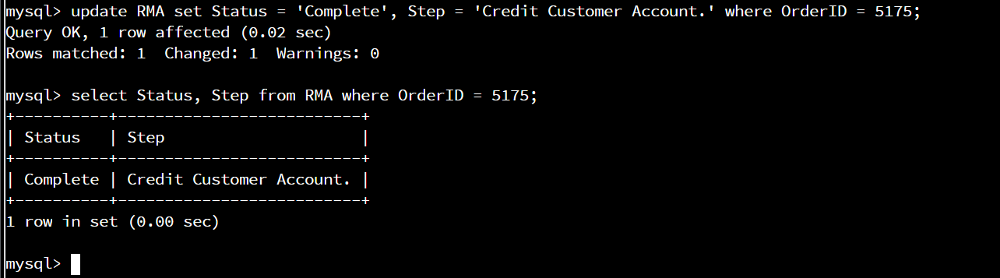 mysql> update RMA set Status = 'Complete', Step = 'Credit Customer Account.' where OrderID = 5175;
Query OK, 1 row affected (0.02 sec)
Rows matched: 1  Changed: 1  Warnings: 0
mysql> select Status, Step from RMA where OrderID = 5175;
+----------+--------------------------+
| Status   | Step                     |
+----------+--------------------------+
| Complete | Credit Customer Account. |
+----------+--------------------------+
1 row in set (0.00 sec)
mysql>